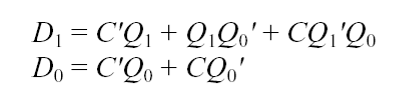 D₁ = C'Q₁ + Q₁Q₀' + CQ₁'Q₀
D₀ = C'Q₀ + CQ₀'